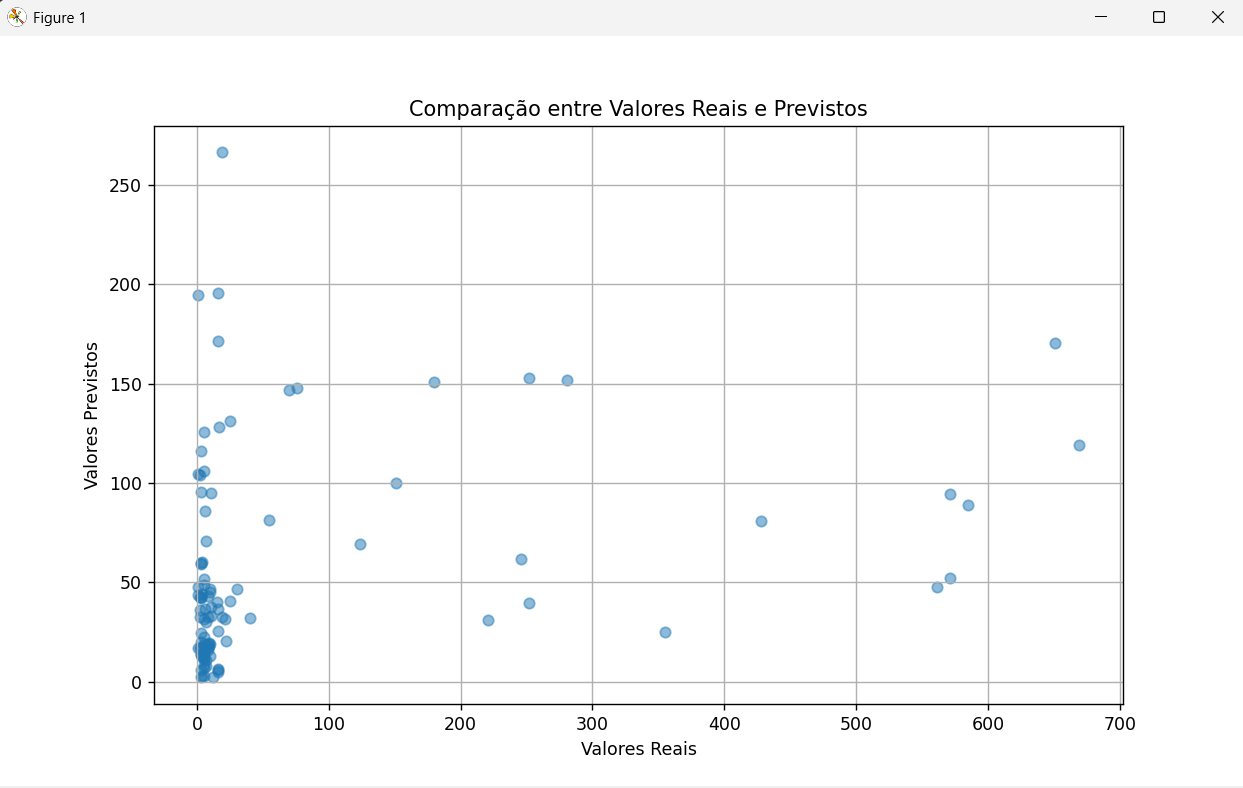 Figure 1
Comparação entre Valores Reais e Previstos
250
200
150
100
50
0
Valores Previstos
0 100 200 300 400 500 600 700
Valores Reais